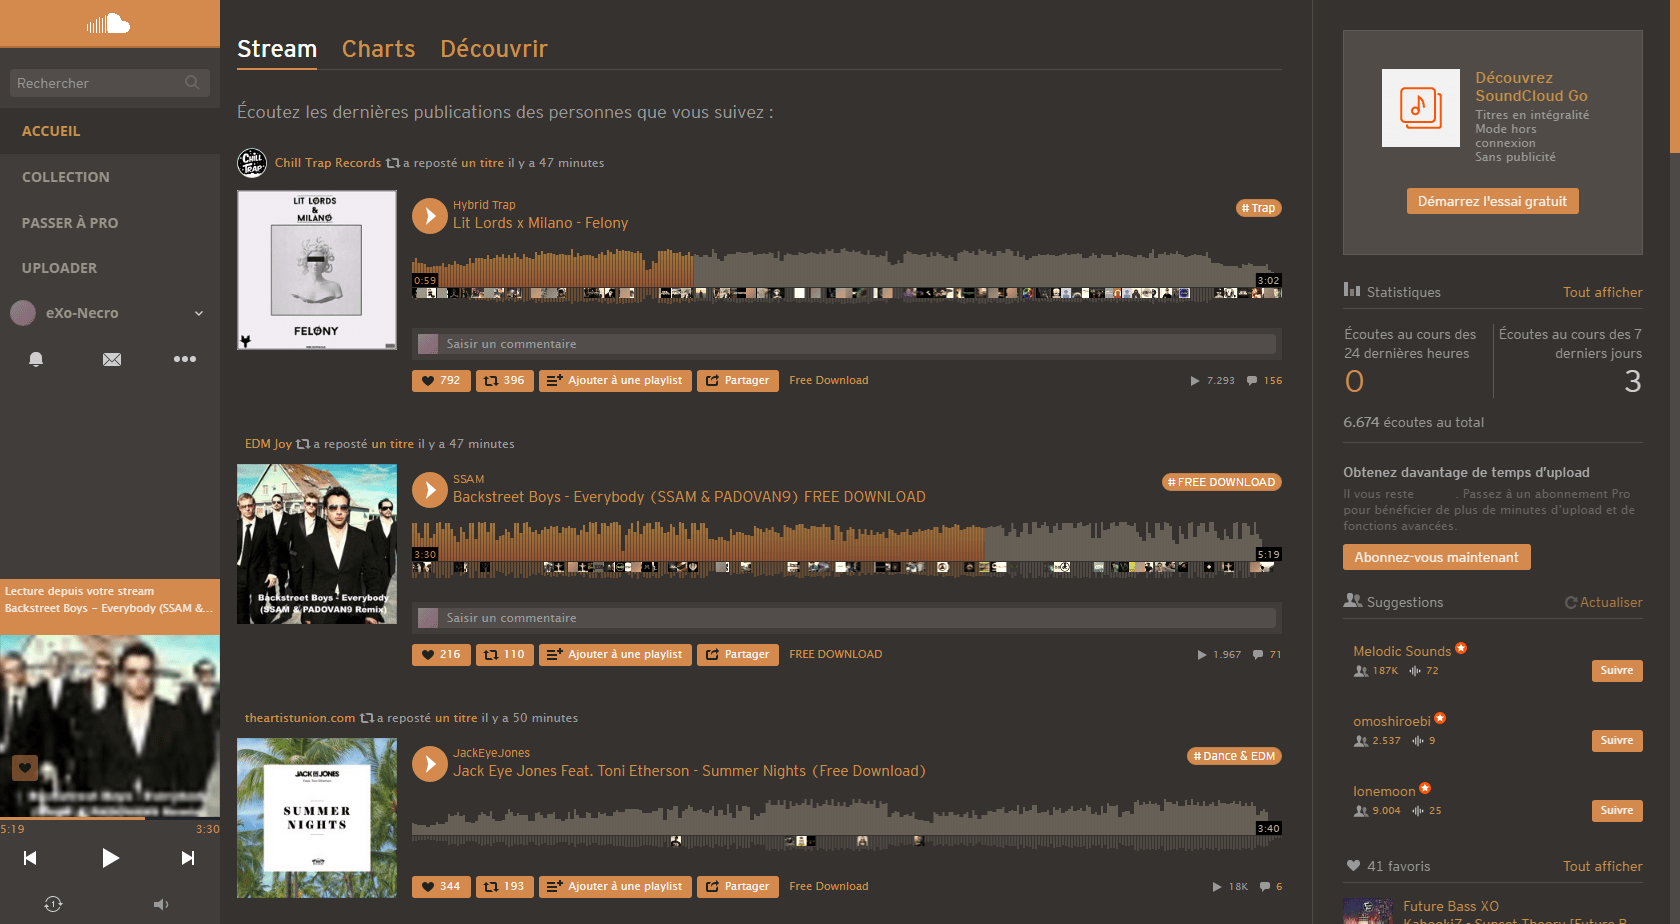 Rechercher
ACCUEIL
COLLECTION
PASSER À PRO
UPLOADER
eXo-Necro
Lecture depuis votre stream
Backstreet Boys – Everybody (SSAM &...
5:19
3:30
1
Stream
Charts
Découvrir
Écoutez les dernières publications des personnes que vous suivez :
CHILL TRAP
Chill Trap Records a reposté un titre il y a 47 minutes
LIT LORDS
&
MILANO
FELONY
Hybrid Trap
Lit Lords x Milano - Felony
# Trap
0:59
3:02
Saisir un commentaire
792
396
Ajouter à une playlist
Partager
Free Download
7.293
156
EDM Joy a reposté un titre il y a 47 minutes
Backstreet Boys - Everybody
(SSAM & PADOVAN9 Remix)
SSAM
Backstreet Boys - Everybody (SSAM & PADOVAN9) FREE DOWNLOAD
# FREE DOWNLOAD
3:30
5:19
Saisir un commentaire
216
110
Ajouter à une playlist
Partager
FREE DOWNLOAD
1.967
71
theartistunion.com a reposté un titre il y a 50 minutes
JACK EYE JONES
SUMMER
NIGHTS
JackEyeJones
Jack Eye Jones Feat. Toni Etherson - Summer Nights (Free Download)
# Dance & EDM
3:40
344
193
Ajouter à une playlist
Partager
Free Download
18K
6
Découvrez
SoundCloud Go
Titres en intégralité
Mode hors
connexion
Sans publicité
Démarrez l'essai gratuit
Statistiques
Tout afficher
Écoutes au cours des
24 dernières heures
0
Écoutes au cours des 7
derniers jours
3
6.674 écoutes au total
Obtenez davantage de temps d’upload
Il vous reste . Passez à un abonnement Pro
pour bénéficier de plus de minutes d'upload et de
fonctions avancées.
Abonnez-vous maintenant
Suggestions
Actualiser
Melodic Sounds
187K
72
Suivre
omoshiroebi
2.537
9
Suivre
Ionemoon
9.004
25
Suivre
41 favoris
Tout afficher
Future Bass XO